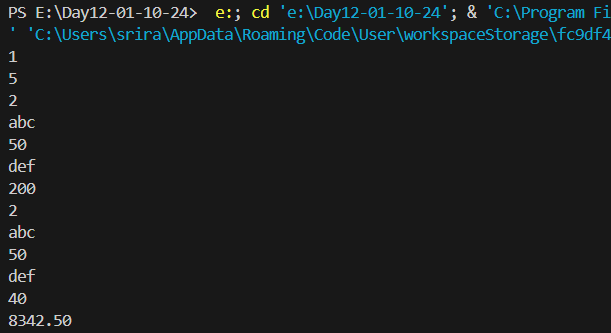 PS E:\Day12-01-10-24>  e:; cd 'e:\Day12-01-10-24'; & 'C:\Program Fi
' 'C:\Users\srira\AppData\Roaming\Code\User\workspaceStorage\fc9df4
1
5
2
abc
50
def
200
2
abc
50
def
40
8342.50